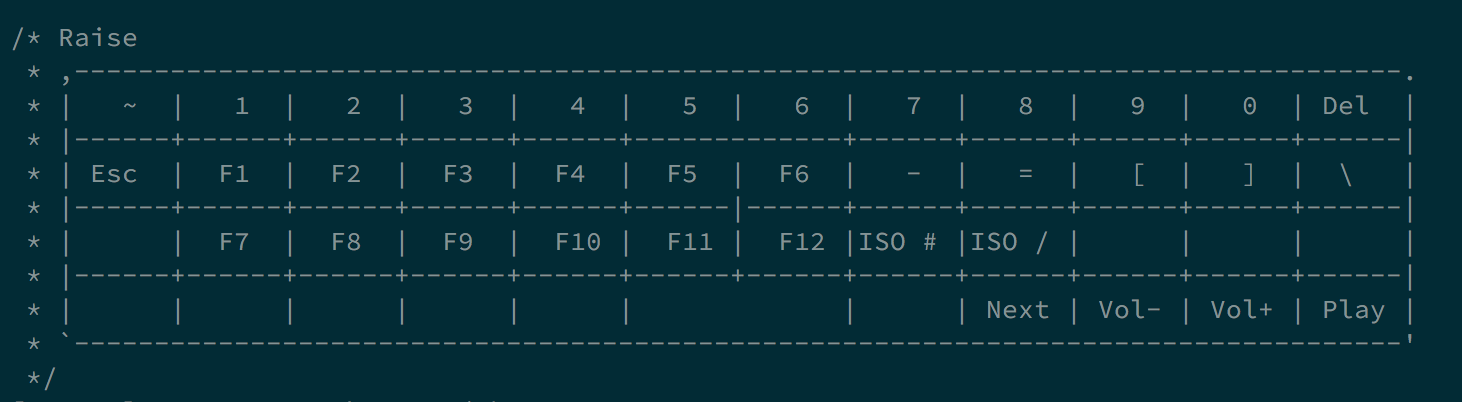 /* Raise
 * ,-----------------------------------------------------------------------------------.
 * |   ~  |   1  |   2  |   3  |   4  |   5  |   6  |   7  |   8  |   9  |   0  | Del  |
 * |------+------+------+------+------+-------------+------+------+------+------+------|
 * | Esc  |  F1  |  F2  |  F3  |  F4  |  F5  |  F6  |   -  |   =  |   [  |   ]  |  \   |
 * |------+------+------+------+------+------|------+------+------+------+------+------|
 * |      |  F7  |  F8  |  F9  |  F10 |  F11 |  F12 |ISO # |ISO / |      |      |      |
 * |------+------+------+------+------+------+------+------+------+------+------+------|
 * |      |      |      |      |      |             |      | Next | Vol- | Vol+ | Play |
 * `-----------------------------------------------------------------------------------'
 */